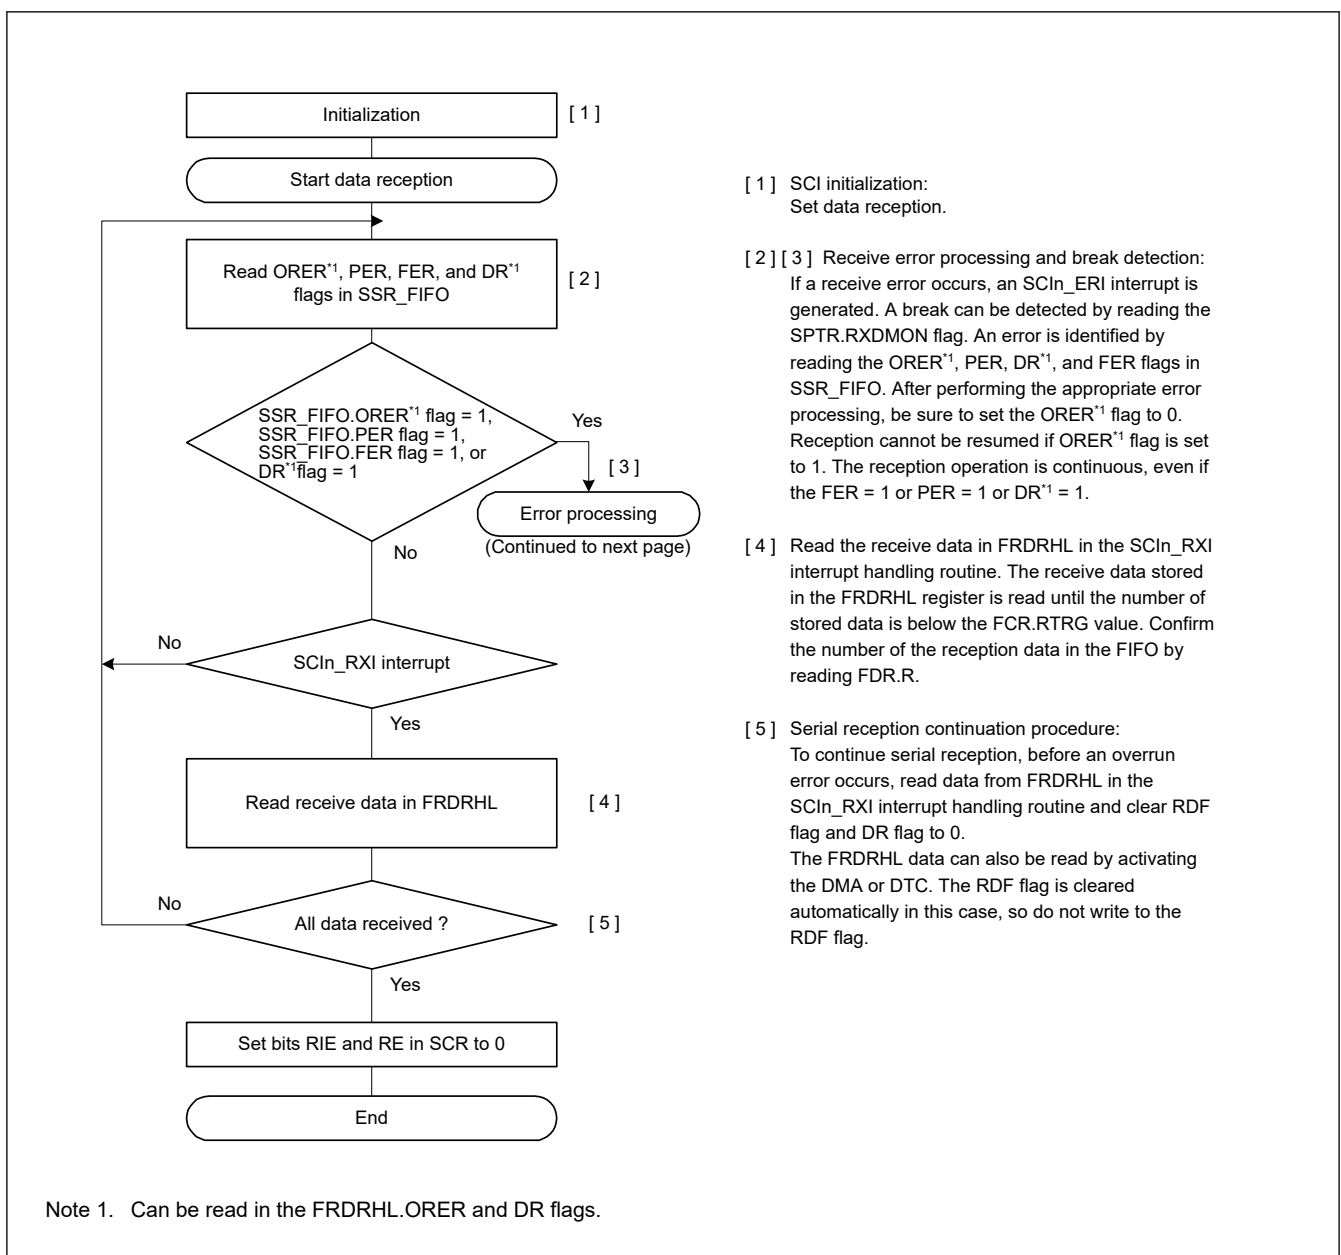 Initialization
[ 1 ]
Start data reception
Read ORER*1, PER, FER, and DR*1
flags in SSR_FIFO
[ 2 ]
SSR_FIFO.ORER*1 flag = 1,
SSR_FIFO.PER flag = 1,
SSR_FIFO.FER flag = 1, or
DR*1flag = 1
Yes
[ 3 ]
Error processing
(Continued to next page)
No
No
SCIn_RXI interrupt
Yes
Read receive data in FRDRHL
[ 4 ]
No
All data received ?
[ 5 ]
Yes
Set bits RIE and RE in SCR to 0
End
[ 1 ] SCI initialization:
Set data reception.
[ 2 ] [ 3 ] Receive error processing and break detection:
If a receive error occurs, an SCIn_ERI interrupt is
generated. A break can be detected by reading the
SPTR.RXDMON flag. An error is identified by
reading the ORER*1, PER, DR*1, and FER flags in
SSR_FIFO. After performing the appropriate error
processing, be sure to set the ORER*1 flag to 0.
Reception cannot be resumed if ORER*1 flag is set
to 1. The reception operation is continuous, even if
the FER = 1 or PER = 1 or DR*1 = 1.
[ 4 ] Read the receive data in FRDRHL in the SCIn_RXI
interrupt handling routine. The receive data stored
in the FRDRHL register is read until the number of
stored data is below the FCR.RTRG value. Confirm
the number of the reception data in the FIFO by
reading FDR.R.
[ 5 ] Serial reception continuation procedure:
To continue serial reception, before an overrun
error occurs, read data from FRDRHL in the
SCIn_RXI interrupt handling routine and clear RDF
flag and DR flag to 0.
The FRDRHL data can also be read by activating
the DMA or DTC. The RDF flag is cleared
automatically in this case, so do not write to the
RDF flag.
Note 1. Can be read in the FRDRHL.ORER and DR flags.